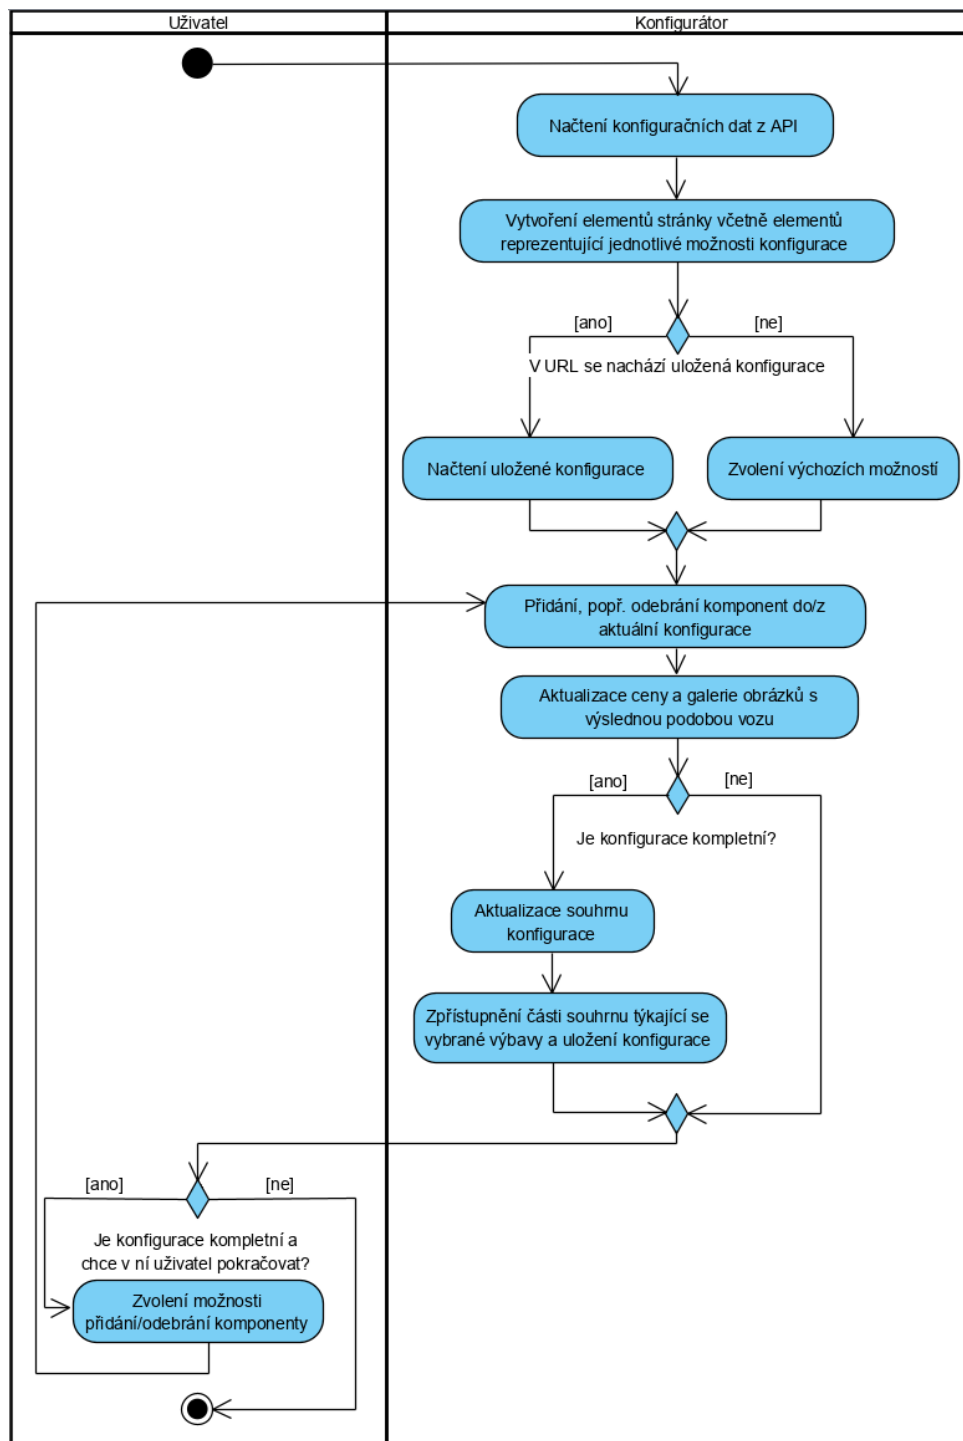 Uživatel
Konfigurátor
Načtení konfiguračních dat z API
Vytvoření elementů stránky včetně elementů
reprezentující jednotlivé možnosti konfigurace
[ano]
[ne]
V URL se nachází uložená konfigurace
Načtení uložené konfigurace
Zvolení výchozích možností
Přidání, popř. odebrání komponent do/z
aktuální konfigurace
Aktualizace ceny a galerie obrázků s
výslednou podobou vozu
[ano]
[ne]
Je konfigurace kompletní?
Aktualizace souhrnu
konfigurace
Zpřístupnění části souhrnu týkající se
vybrané výbavy a uložení konfigurace
[ano]
[ne]
Je konfigurace kompletní a
chce v ní uživatel pokračovat?
Zvolení možnosti
přidání/odebrání komponenty